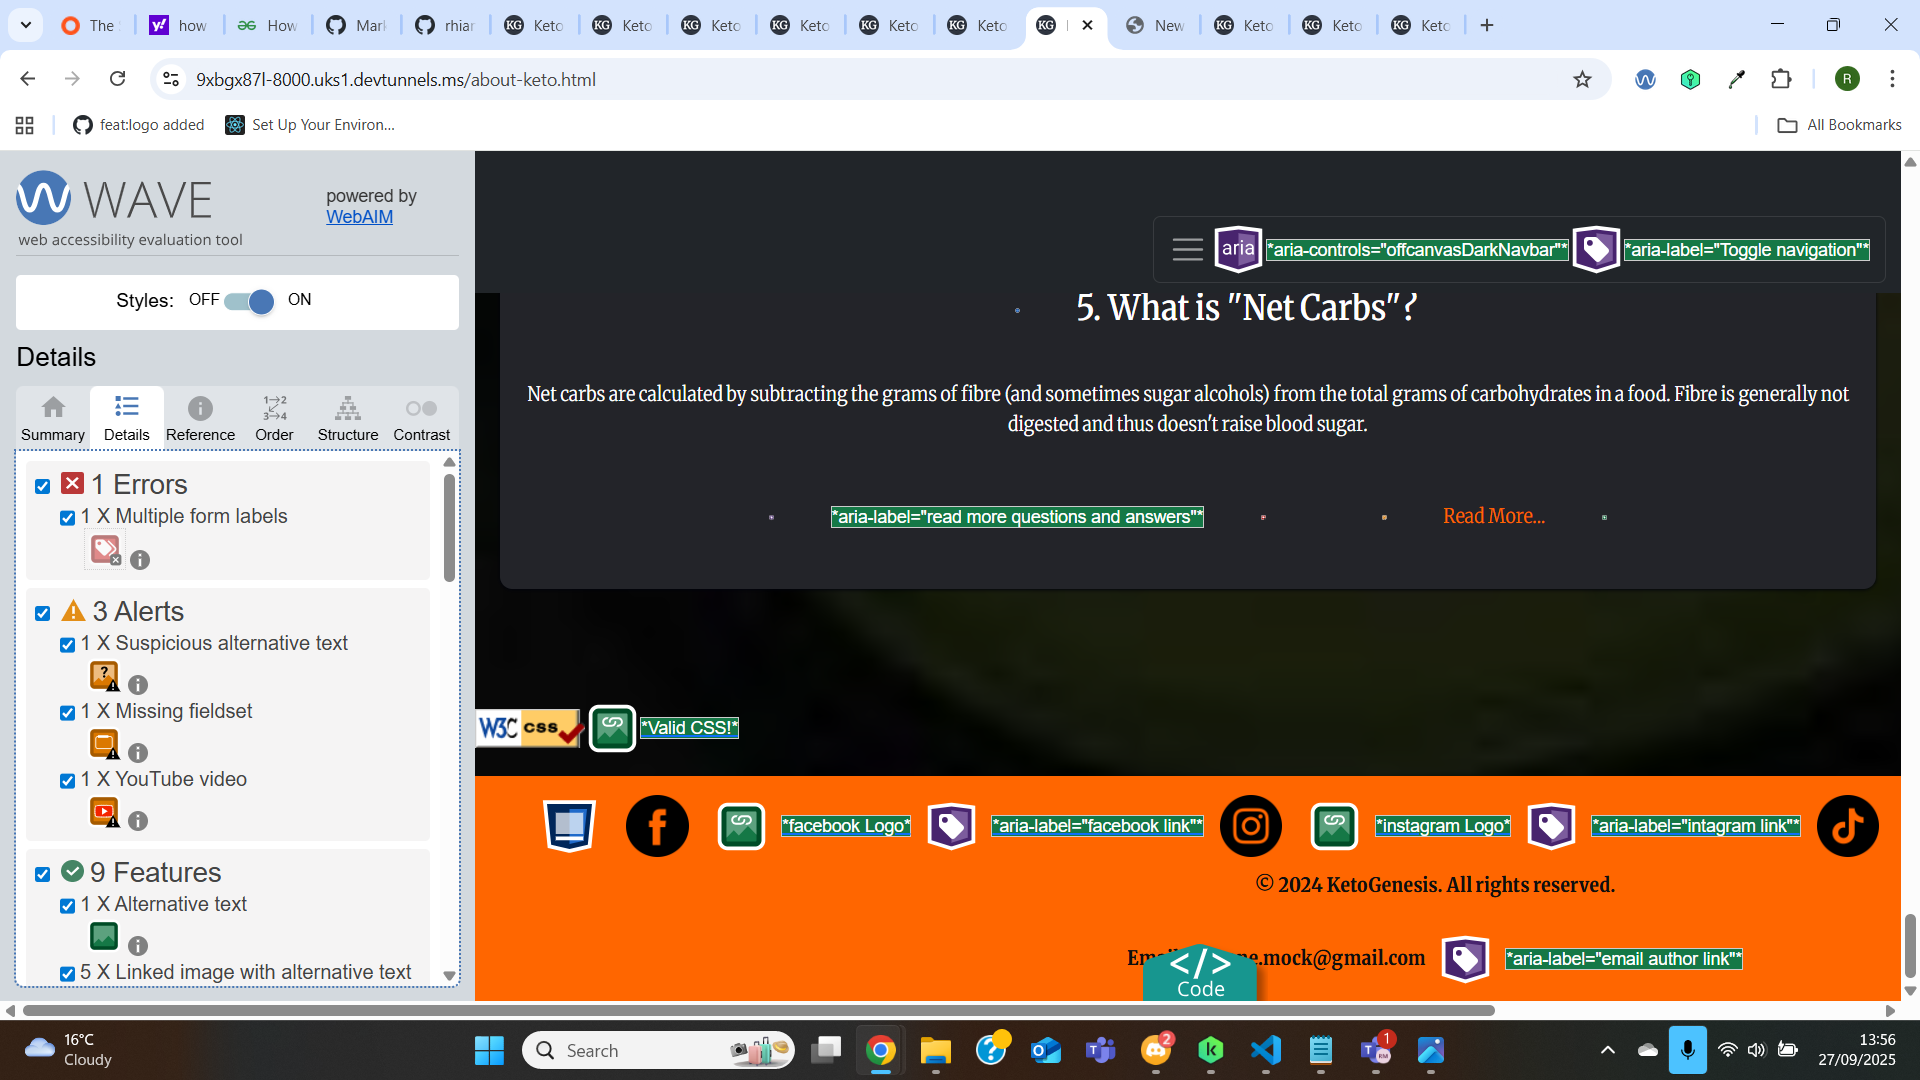 The S
how
How
Mark
rhian
Keto
Keto
Keto
Keto
Keto
Keto
New
Keto
Keto
Keto
9xbgx87l-8000.uks1.devtunnels.ms/about-keto.html
R
feat:logo added
Set Up Your Environ...
All Bookmarks
WAVE
web accessibility evaluation tool
powered by
WebAIM
Styles: OFF ON
Details
Summary
Details
Reference
Order
Structure
Contrast
1 Errors
1 X Multiple form labels
3 Alerts
1 X Suspicious alternative text
1 X Missing fieldset
1 X YouTube video
9 Features
1 X Alternative text
5 X Linked image with alternative text
aria
*aria-controls="offcanvasDarkNavbar"*
*aria-label="Toggle navigation"*
5. What is "Net Carbs"?
Net carbs are calculated by subtracting the grams of fibre (and sometimes sugar alcohols) from the total grams of carbohydrates in a food. Fibre is generally not
digested and thus doesn't raise blood sugar.
*aria-label="read more questions and answers"*
Read More...
W3C css
*Valid CSS!*
*facebook Logo*
*aria-label="facebook link"*
*instagram Logo*
*aria-label="intagram link"*
© 2024 KetoGenesis. All rights reserved.
e.mock@gmail.com
*aria-label="email author link"*
</>
Code
16°C
Cloudy
Search
2
1
13:56
27/09/2025